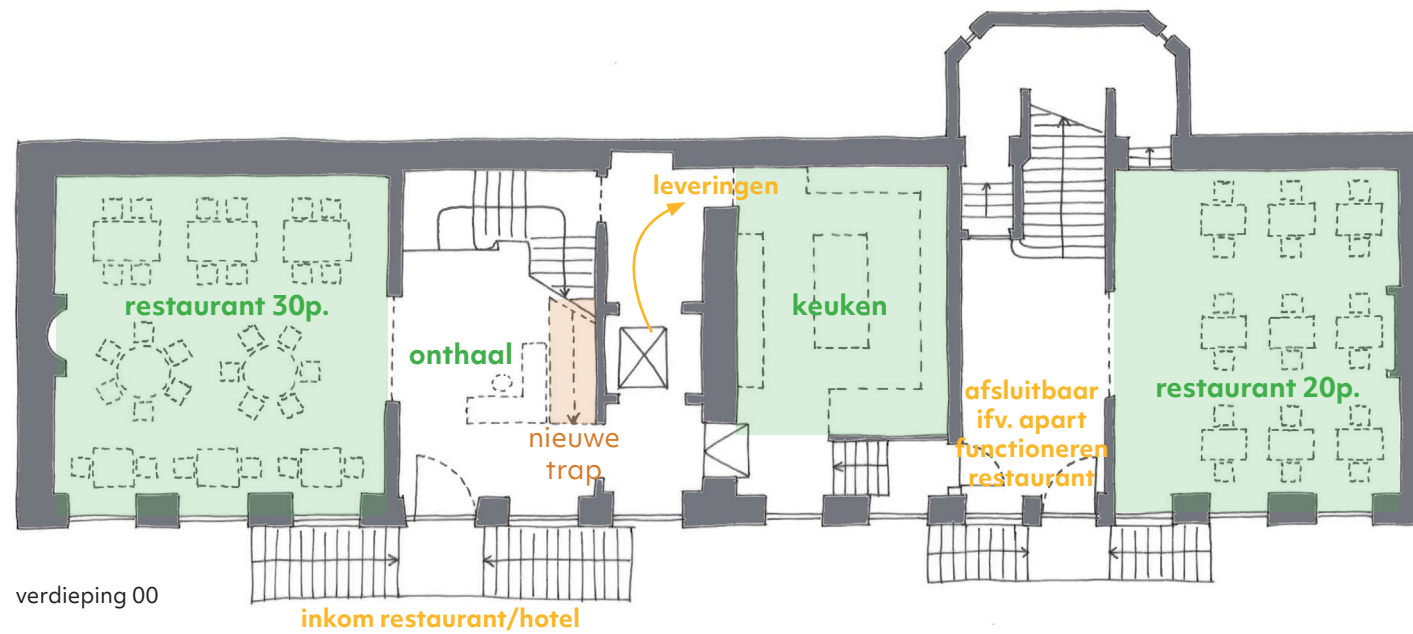 leveringen
restaurant 30p.
keuken
onthaal
afsluitbaar
ifv. apart
functioneren
restaurant
restaurant 20p.
nieuwe
trap
verdieping 00
inkom restaurant/hotel